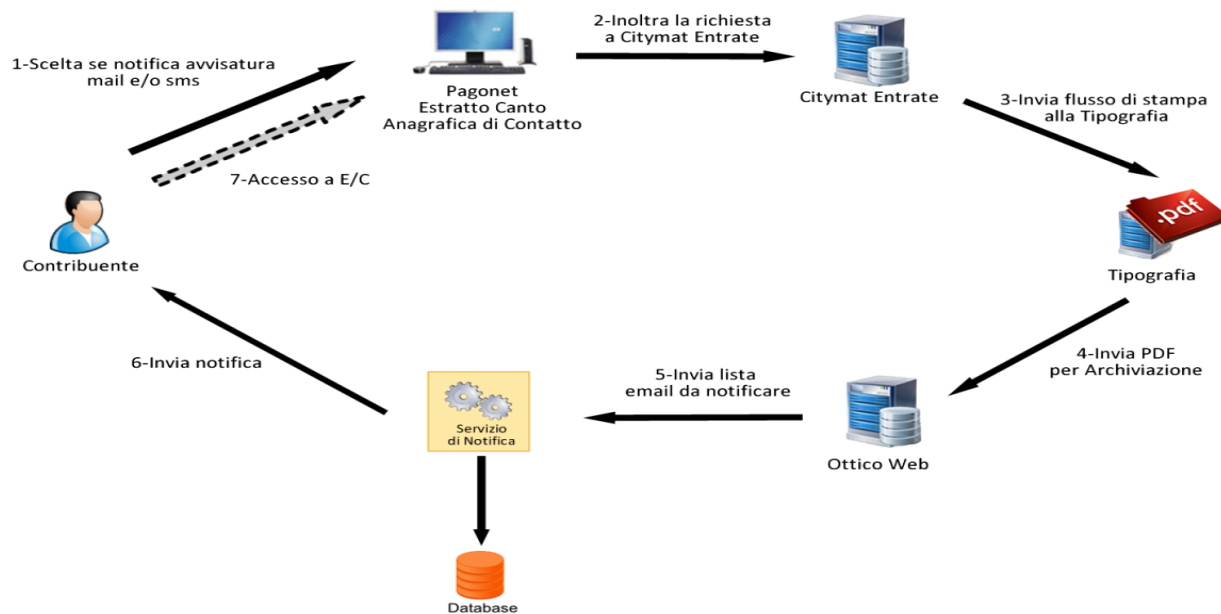 1-Scelta se notifica avvisatura
mail e/o sms
2-Inoltra la richiesta
a Citymat Entrate
Pagonet
Estratto Canto
Anagrafica di Contatto
Citymat Entrate
3-Invia flusso di stampa
alla Tipografia
7-Accesso a E/C
Contribuente
.pdf
Tipografia
4-Invia PDF
per Archiviazione
6-Invia notifica
5-Invia lista
email da notificare
Servizio
di Notifica
Ottico Web
Database